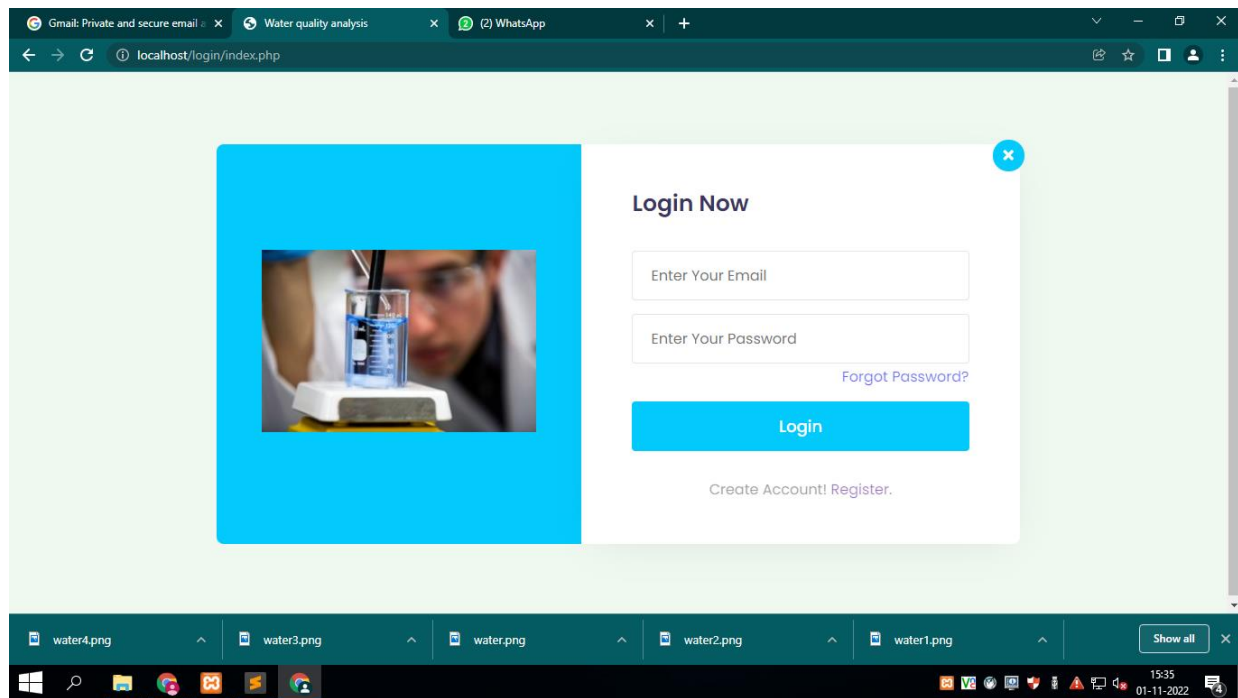 Gmail: Private and secure email a
Water quality analysis
(2) WhatsApp
localhost/login/index.php
Login Now
Enter Your Email
Enter Your Password
Forgot Password?
Login
Create Account! Register.
water4.png
water3.png
water.png
water2.png
water1.png
Show all
15:35
01-11-2022
4